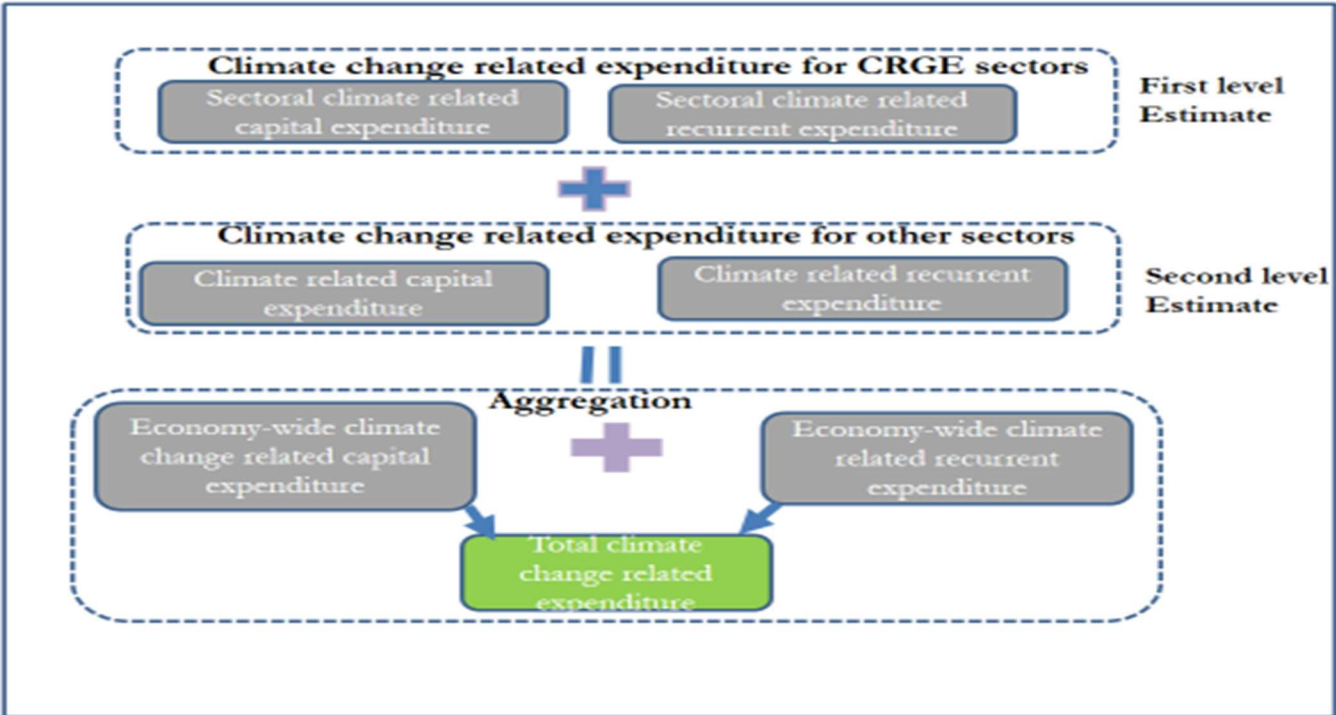 Climate change related expenditure for CRGE sectors
Sectoral climate related
capital expenditure
Sectoral climate related
recurrent expenditure
First level
Estimate
Climate change related expenditure for other sectors
Climate related capital
expenditure
Climate related recurrent
expenditure
Second level
Estimate
Aggregation
Economy-wide climate
change related capital
expenditure
Economy-wide climate
related recurrent
expenditure
Total climate
change related
expenditure